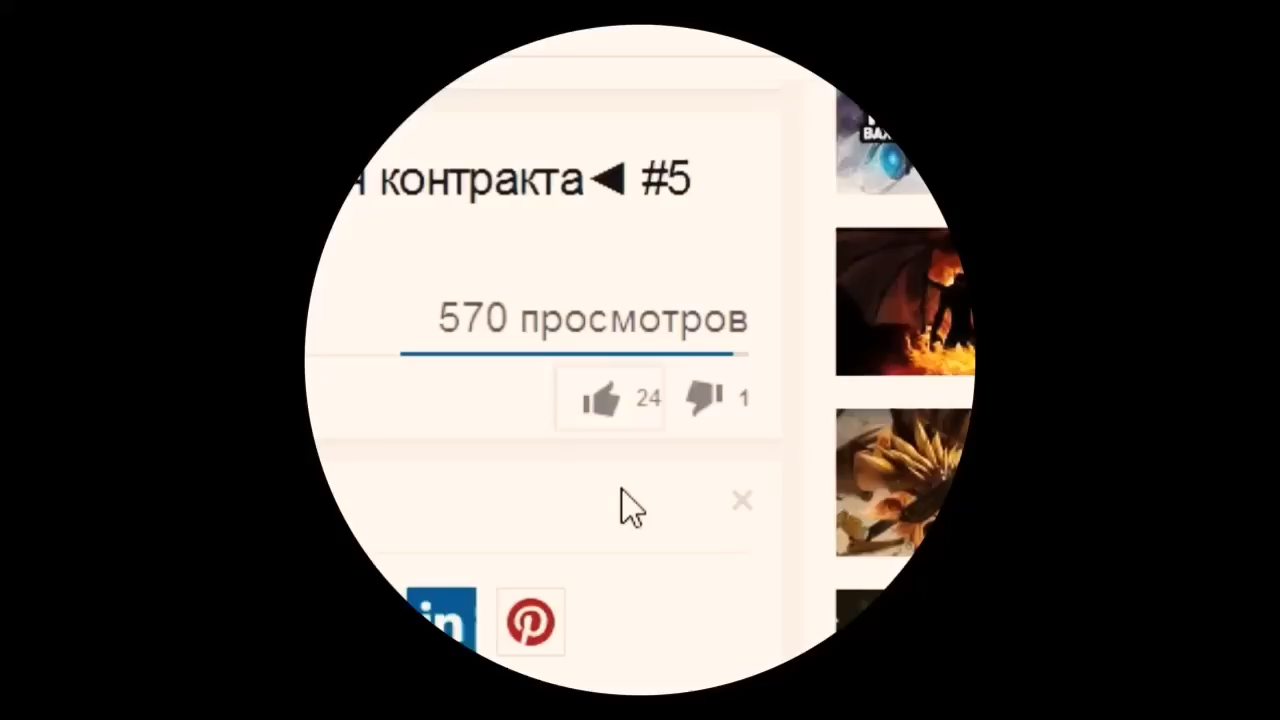 контракта◄ #5
570 просмотров
24 1
in